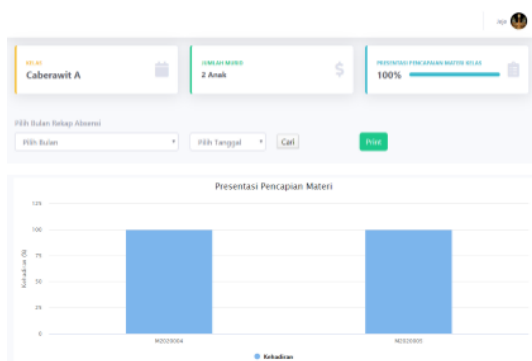 Jeje
KELAS
Caberawit A
JUMLAH MURID
2 Anak
PRESENTASI PENCAPAIAN MATERI KELAS
100%
Pilih Bulan Rekap Absensi
Pilih Bulan
Pilih Tanggal
Cari
Print
Presentasi Pencapian Materi
125
100
75
50
25
0
Kehadiran (%)
M2020004
M2020005
Kehadiran